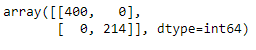 array([[400,   0],
       [  0, 214]], dtype=int64)